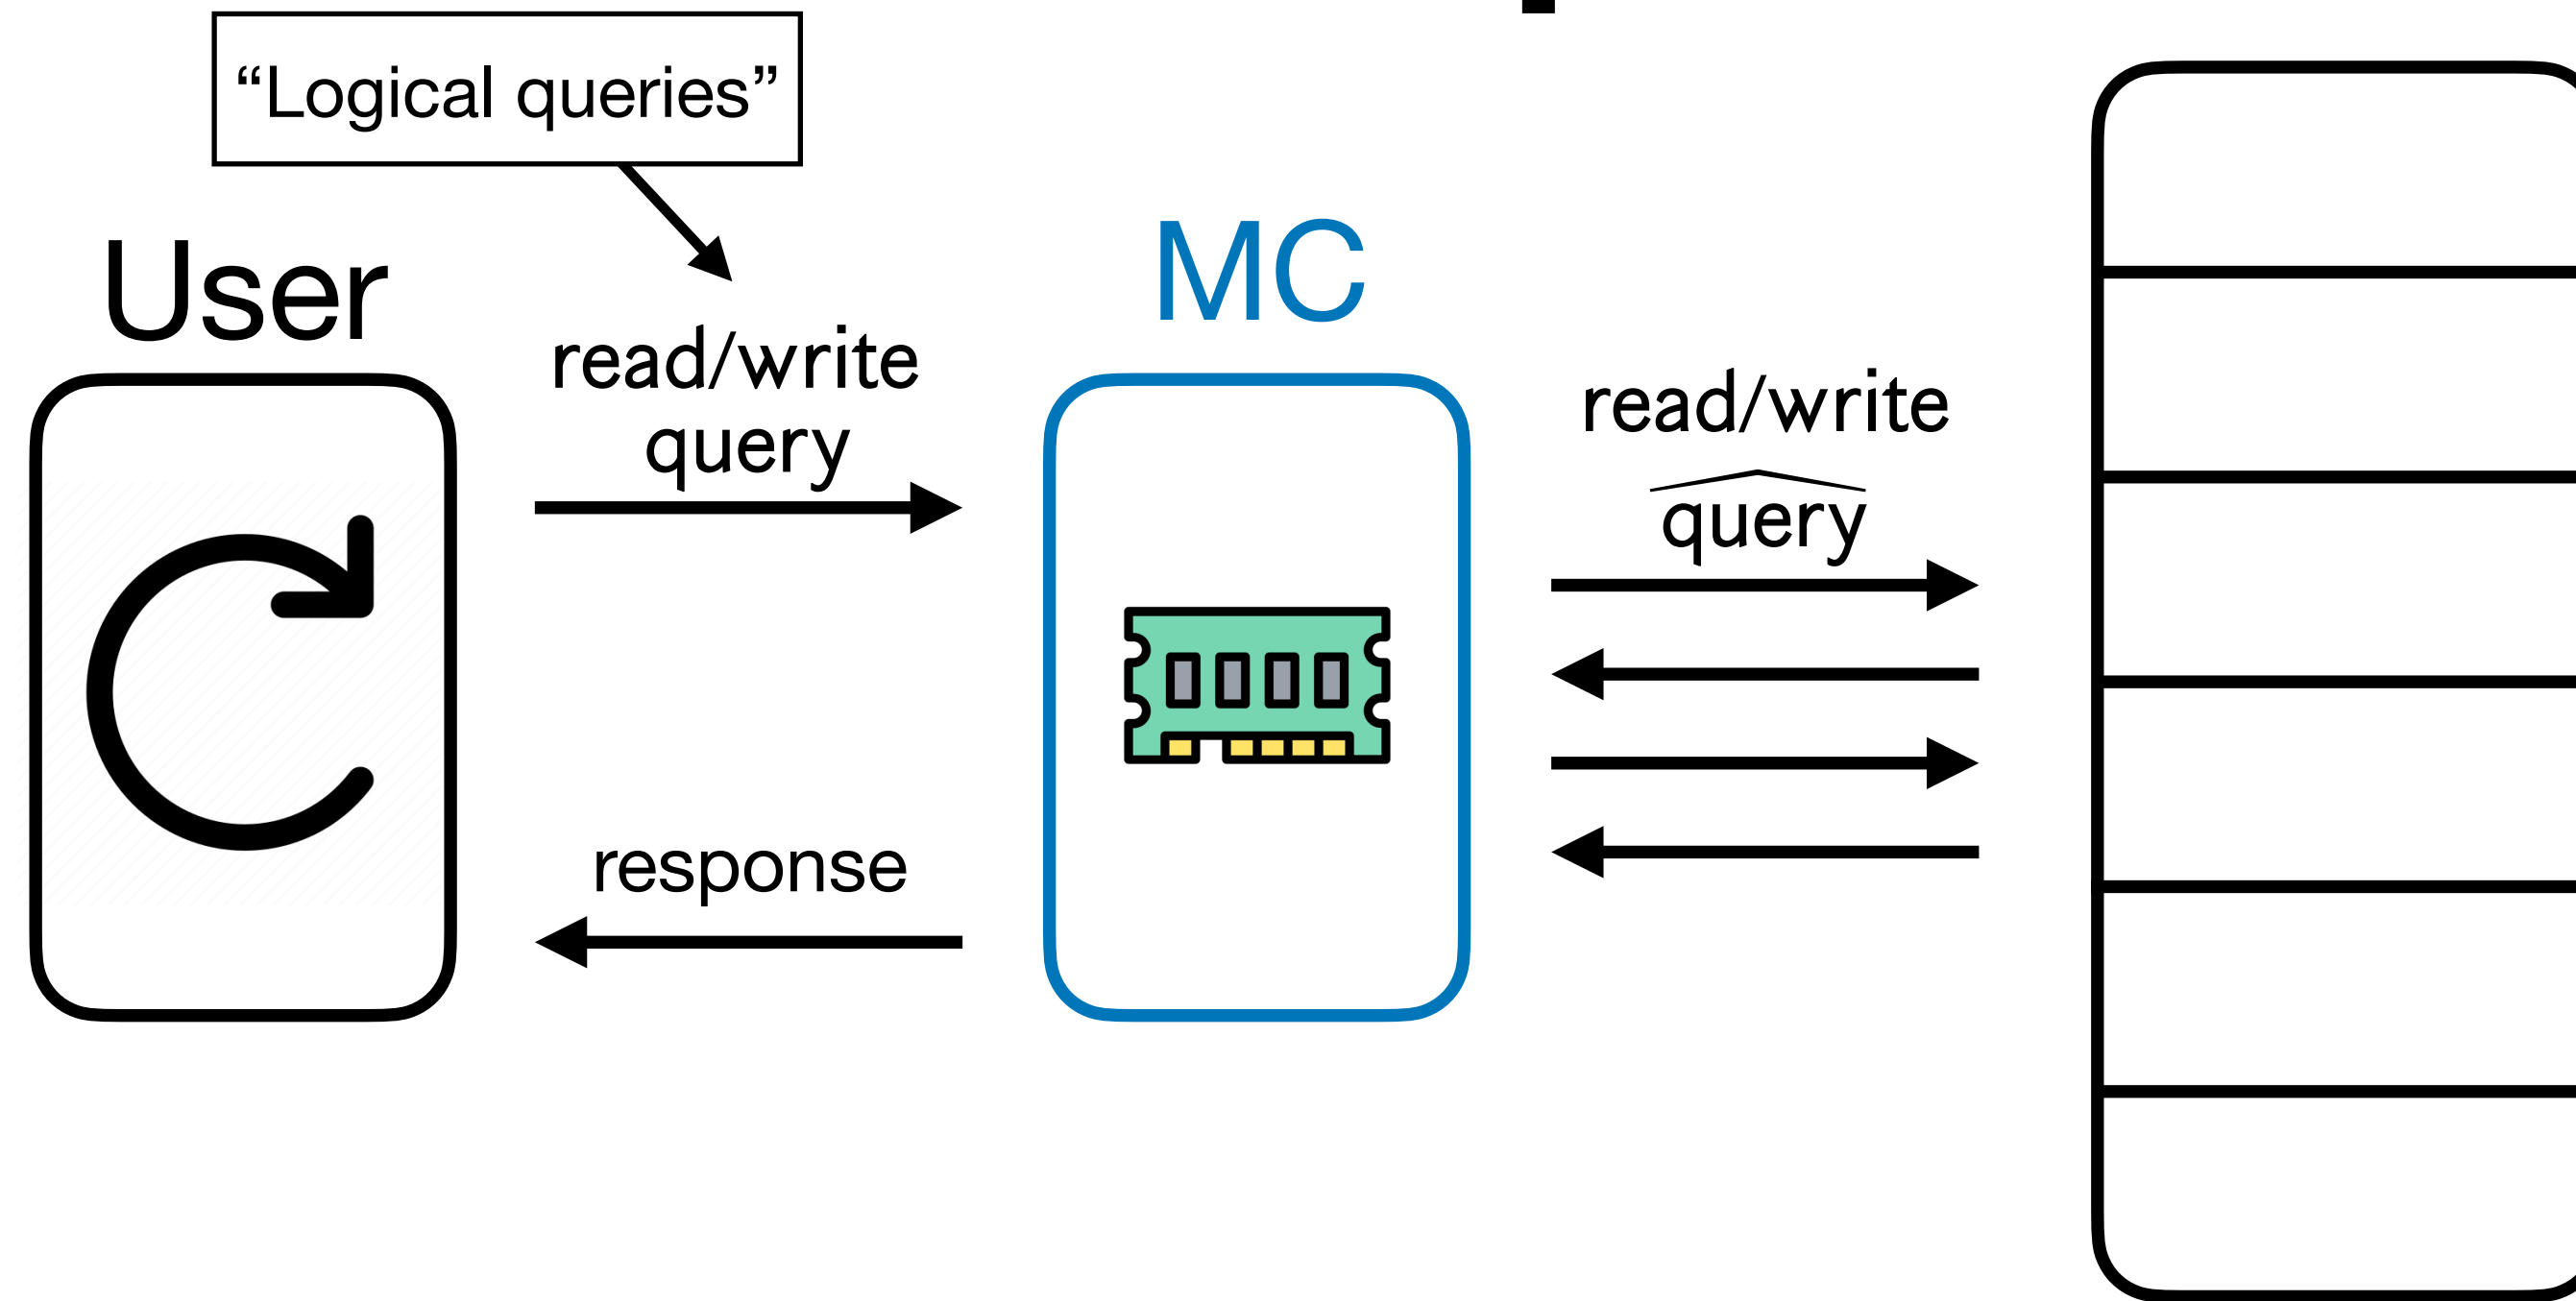 “Logical queries”
User
read/write
query
response
MC
read/write
query